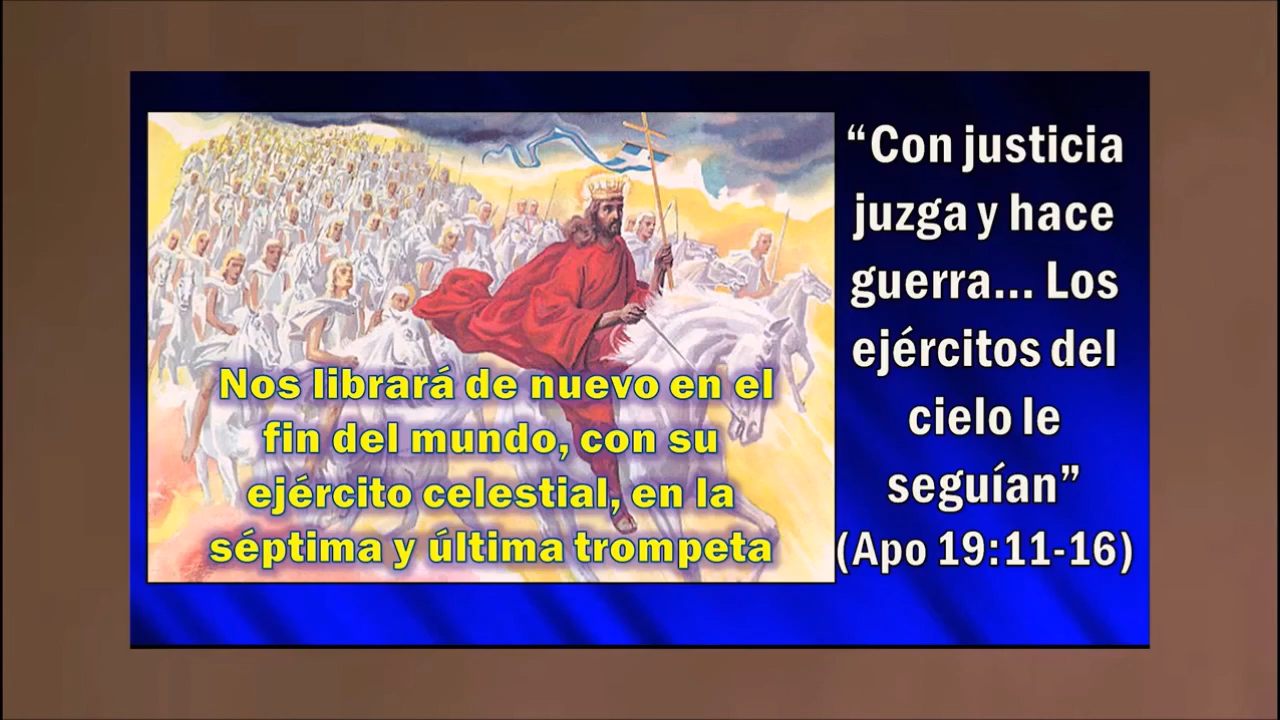 Nos librará de nuevo en el
fin del mundo, con su
ejército celestial, en la
séptima y última trompeta
“Con justicia
juzga y hace
guerra... Los
ejércitos del
cielo le
seguían”
(Apo 19:11-16)